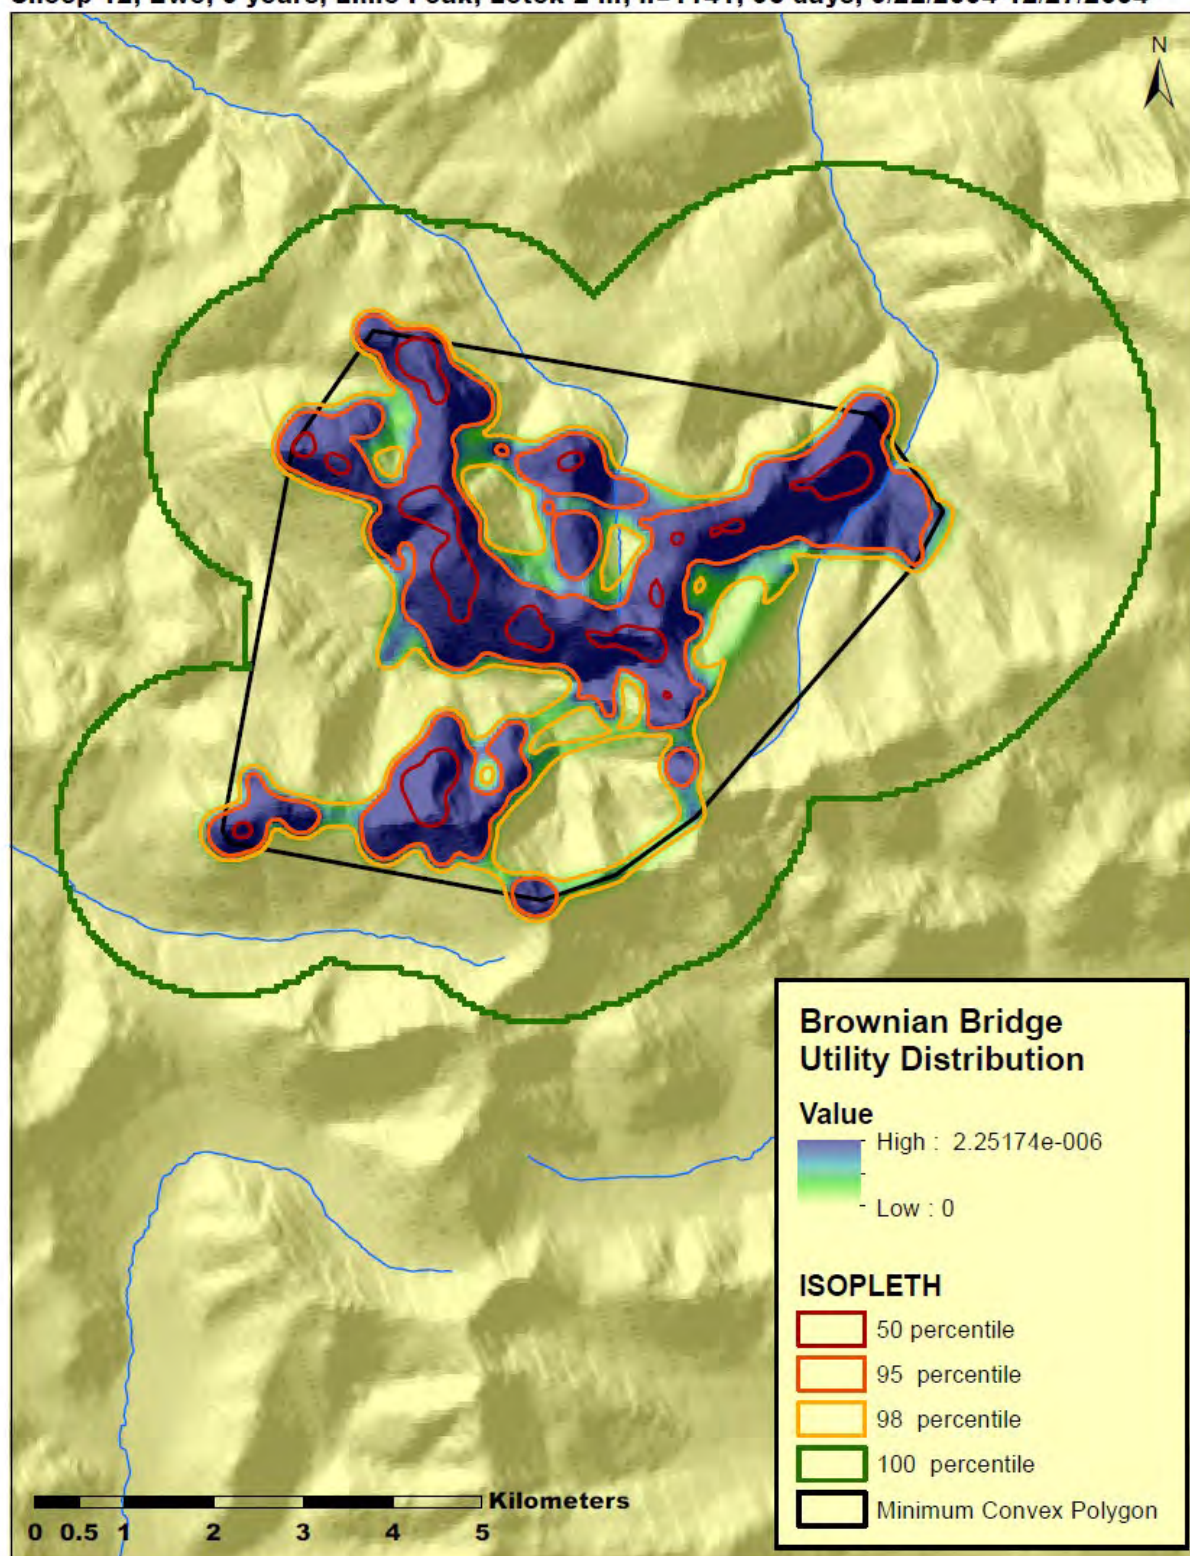 N
Brownian Bridge
Utility Distribution
Value
High : 2.25174e-006
Low : 0
ISOPLETH
50 percentile
95 percentile
98 percentile
100 percentile
Minimum Convex Polygon
Kilometers
0 0.5 1 2 3 4 5